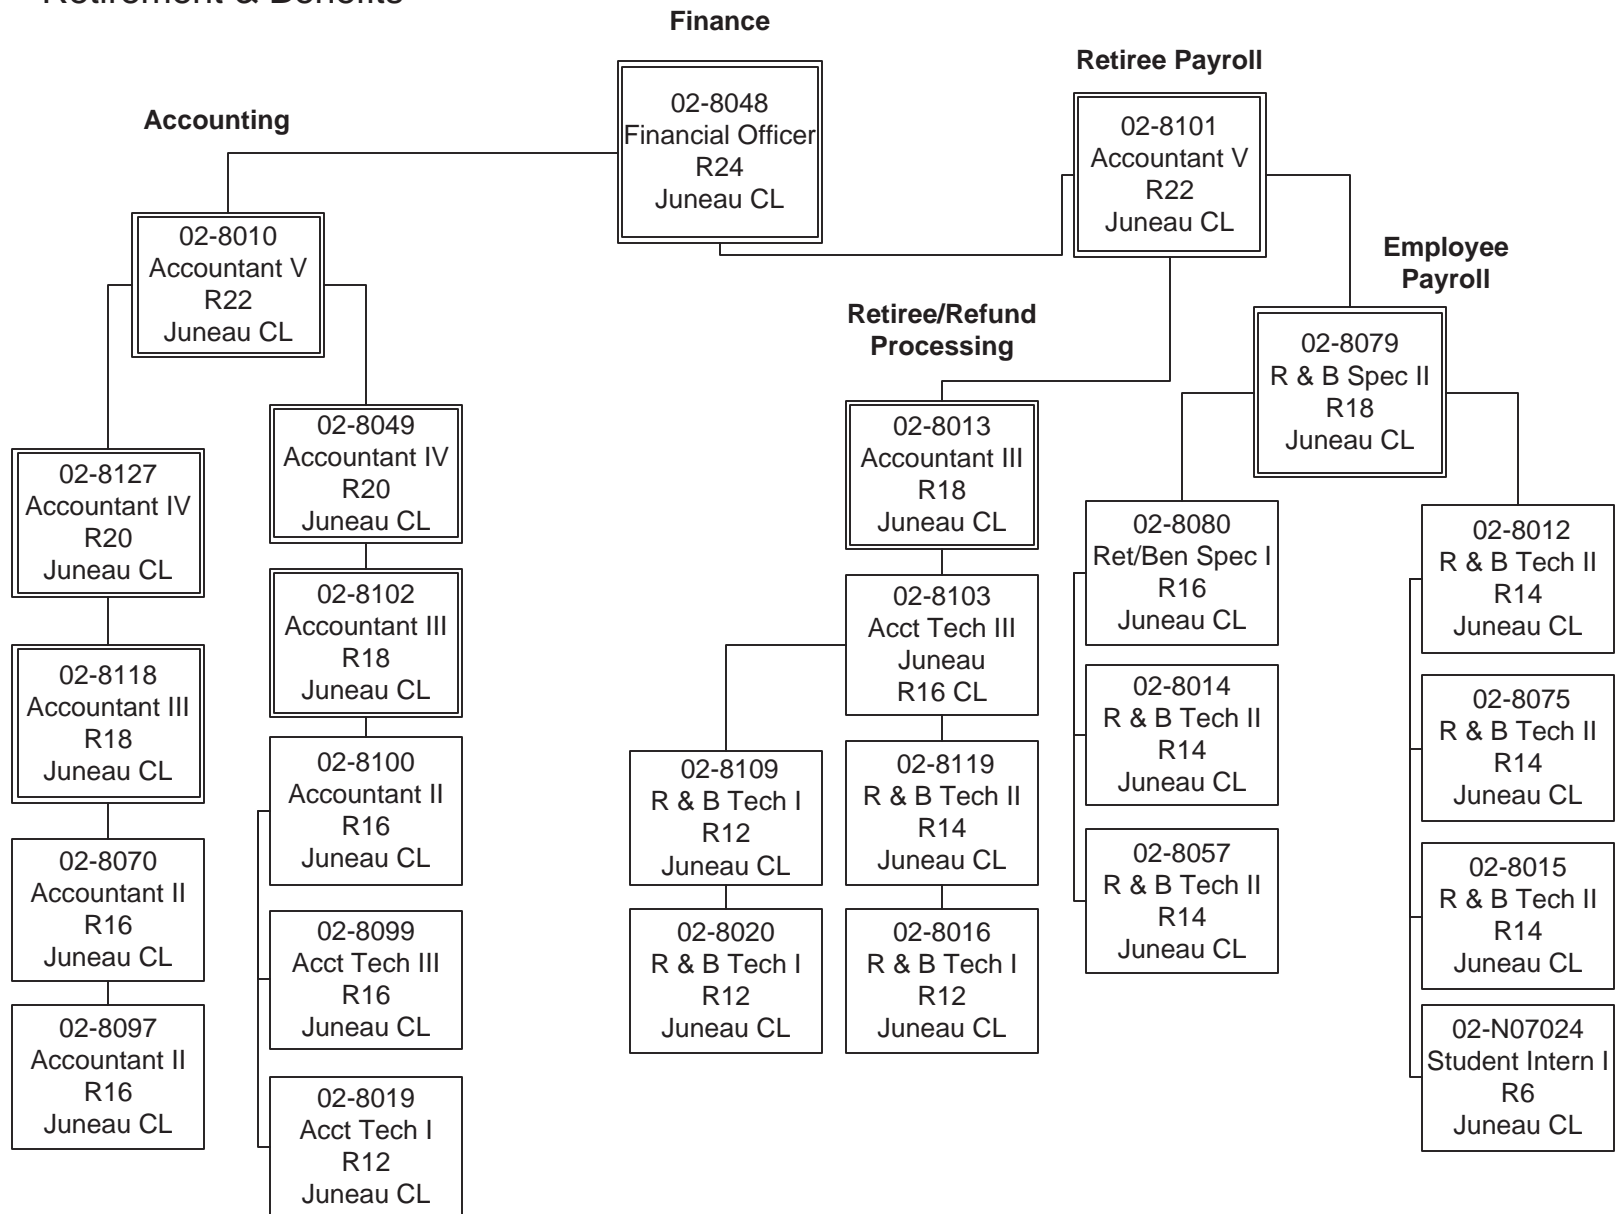 Retirement & Benefits
Finance
Retiree Payroll
Accounting
02-8048
Financial Officer
R24
Juneau CL
02-8101
Accountant V
R22
Juneau CL
02-8010
Accountant V
R22
Juneau CL
Employee
Payroll
Retiree/Refund
Processing
02-8079
R & B Spec II
R18
Juneau CL
02-8127
Accountant IV
R20
Juneau CL
02-8118
Accountant III
R18
Juneau CL
02-8070
Accountant II
R16
Juneau CL
02-8097
Accountant II
R16
Juneau CL
02-8049
Accountant IV
R20
Juneau CL
02-8102
Accountant III
R18
Juneau CL
02-8100
Accountant II
R16
Juneau CL
02-8099
Acct Tech III
R16
Juneau CL
02-8019
Acct Tech I
R12
Juneau CL
02-8013
Accountant III
R18
Juneau CL
02-8103
Acct Tech III
Juneau
R16 CL
02-8109
R & B Tech I
R12
Juneau CL
02-8020
R & B Tech I
R12
Juneau CL
02-8119
R & B Tech II
R14
Juneau CL
02-8016
R & B Tech I
R12
Juneau CL
02-8080
Ret/Ben Spec I
R16
Juneau CL
02-8014
R & B Tech II
R14
Juneau CL
02-8057
R & B Tech II
R14
Juneau CL
02-8012
R & B Tech II
R14
Juneau CL
02-8075
R & B Tech II
R14
Juneau CL
02-8015
R & B Tech II
R14
Juneau CL
02-N07024
Student Intern I
R6
Juneau CL